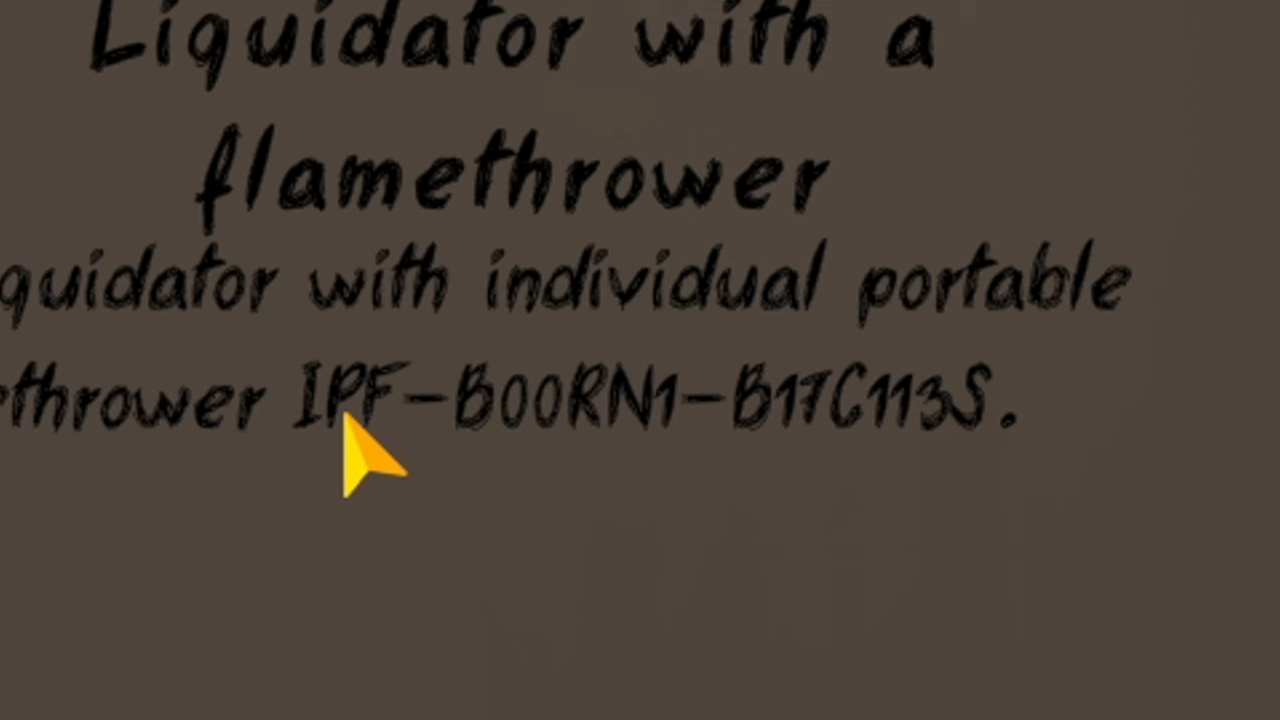 Liquidator with a
flamethrower
quidator with individual portable
thrower IPF-B00RN1-B17C113S.